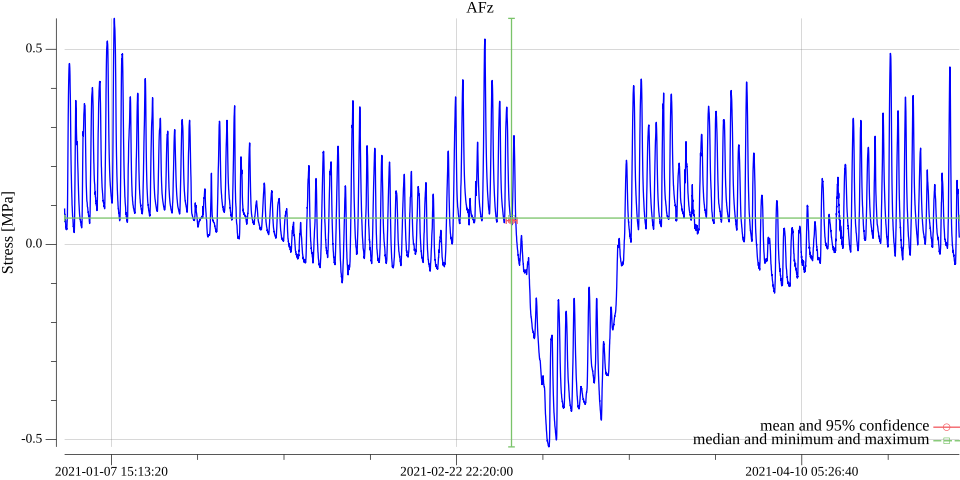 AFz
0.5
0.0
-0.5
Stress [MPa]
mean and 95% confidence
median and minimum and maximum
2021-01-07 15:13:20
2021-02-22 22:20:00
2021-04-10 05:26:40